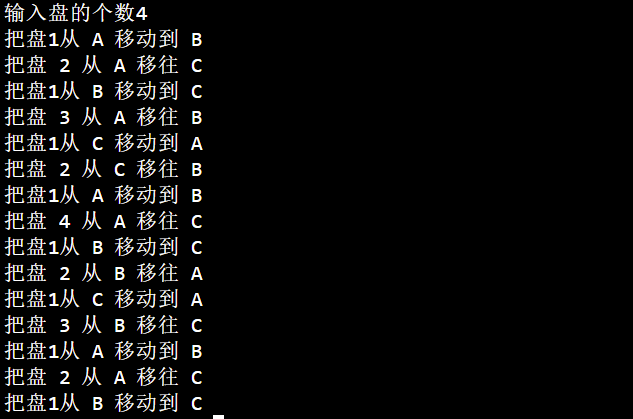 输入盘的个数4
把盘1从 A 移动到 B
把盘 2 从 A 移往 C
把盘1从 B 移动到 C
把盘 3 从 A 移往 B
把盘1从 C 移动到 A
把盘 2 从 C 移往 B
把盘1从 A 移动到 B
把盘 4 从 A 移往 C
把盘1从 B 移动到 C
把盘 2 从 B 移往 A
把盘1从 C 移动到 A
把盘 3 从 B 移往 C
把盘1从 A 移动到 B
把盘 2 从 A 移往 C
把盘1从 B 移动到 C